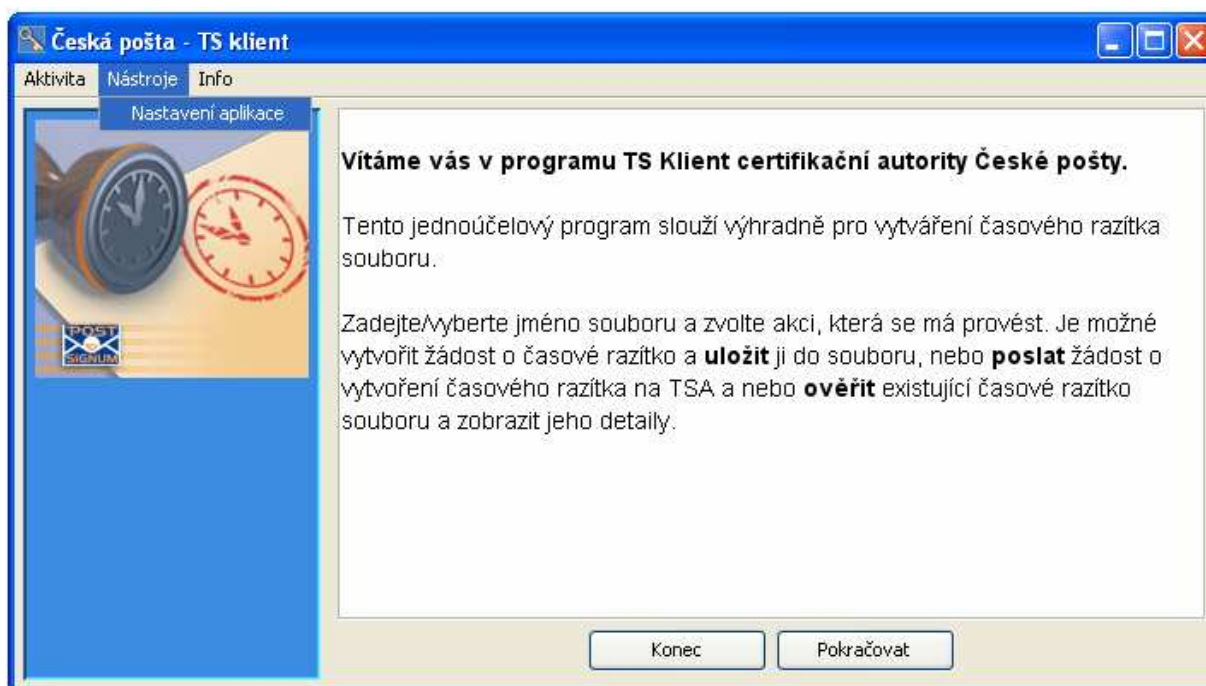 Česká pošta - TS klient
Aktivita Nástroje Info
Nastavení aplikace
Vítáme vás v programu TS Klient certifikační autority České pošty.
Tento jednoúčelový program slouží výhradně pro vytváření časového razítka
souboru.
Zadejte/vyberte jméno souboru a zvolte akci, která se má provést. Je možné
vytvořit žádost o časové razítko a uložit ji do souboru, nebo poslat žádost o
vytvoření časového razítka na TSA a nebo ověřit existující časové razítko
souboru a zobrazit jeho detaily.
POST
SIGNUM
Konec Pokračovat